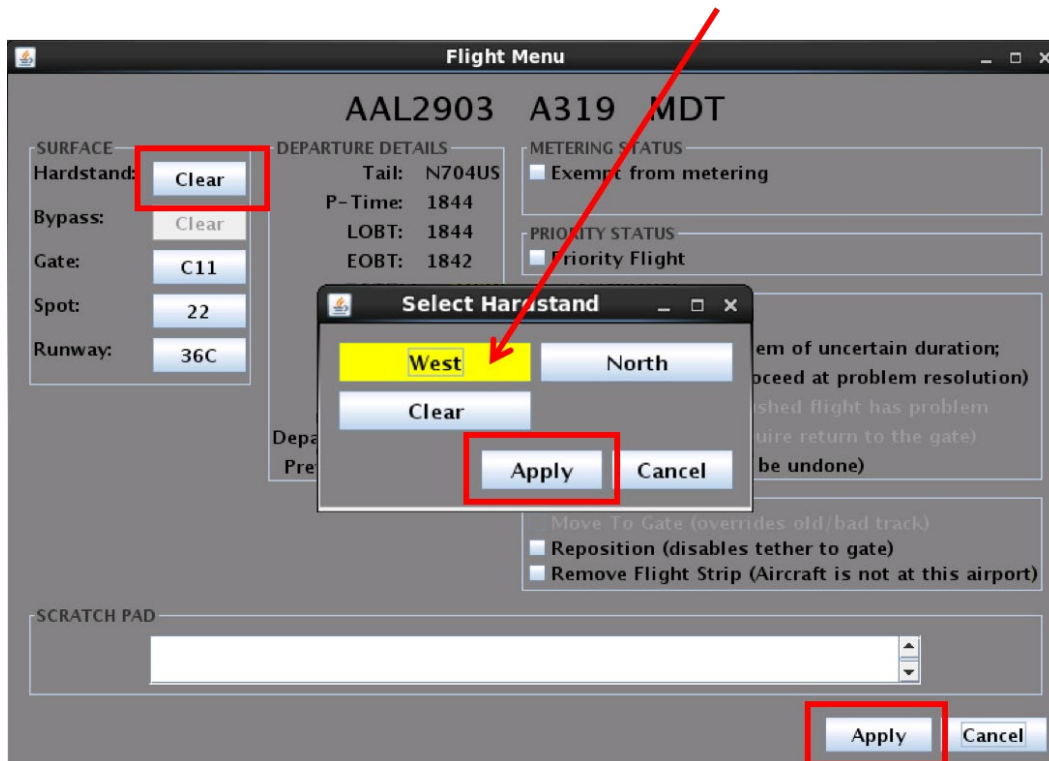 Flight Menu
AAL2903 A319 MDT
SURFACE
Hardstand: Clear
Bypass: Clear
Gate: C11
Spot: 22
Runway: 36C
DEPARTURE DETAILS
Tail: N704US
P-Time: 1844
LOBT: 1844
EOBT: 1842
Depa
Pre
METERING STATUS
Exempt from metering
PRIORITY STATUS
Priority Flight
em of uncertain duration;
oceed at problem resolution)
shed flight has problem
uire return to the gate)
be undone)
Move To Gate (overrides old/bad track)
Reposition (disables tether to gate)
Remove Flight Strip (Aircraft is not at this airport)
Select Hardstand
West North
Clear
Apply Cancel
SCRATCH PAD
Apply Cancel